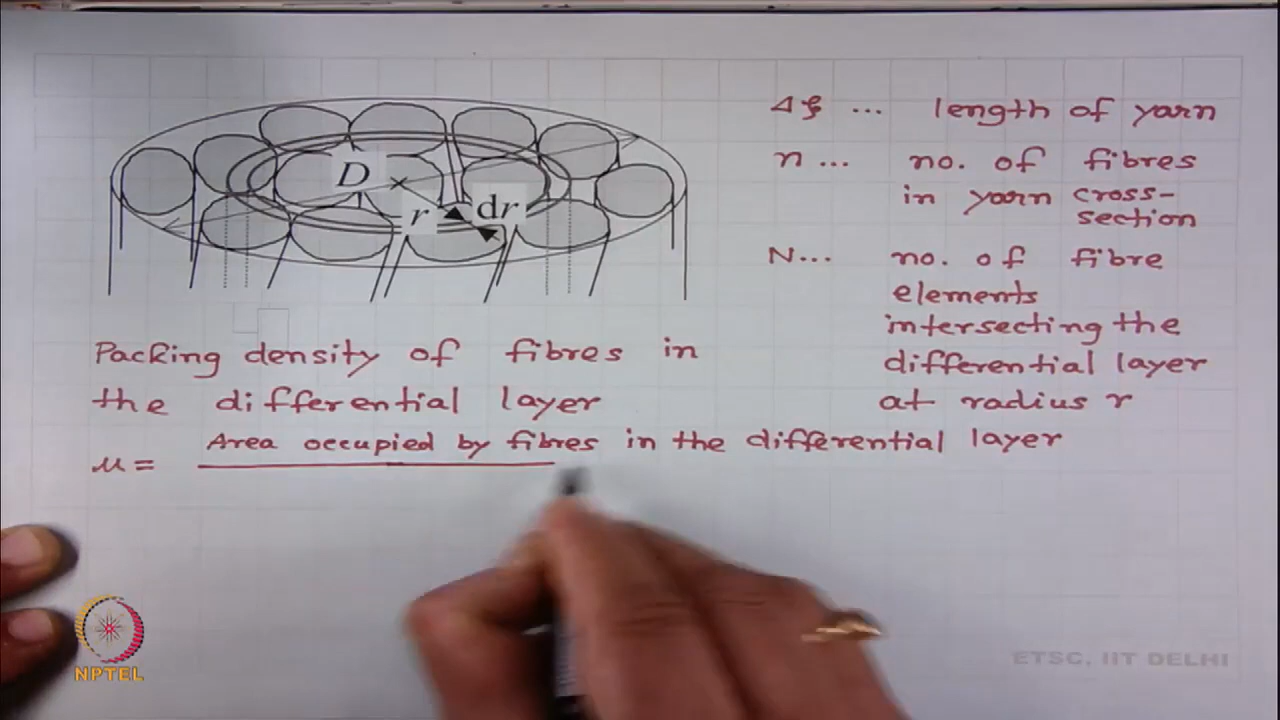 D
r
dr
Δξ ... length of yarn
n ... no. of fibres
in yarn cross-
section
N... no. of fibre
elements
intersecting the
differential layer
at radius r
Packing density of fibres in
the differential layer
μ = Area occupied by fibres in the differential layer
NPTEL
ETSC, IIT DELHI